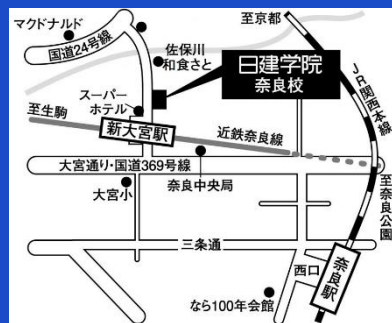 マクドナルド
国道24号線
佐保川
和食さと
至京都
日建学院
奈良校
JR関西本線
スーパー
ホテル
至生駒
新大宮駅
近鉄奈良線
大宮通り・国道369号線
奈良中央局
大宮小
至奈良公園
三条通
西口
奈良駅
なら100年会館